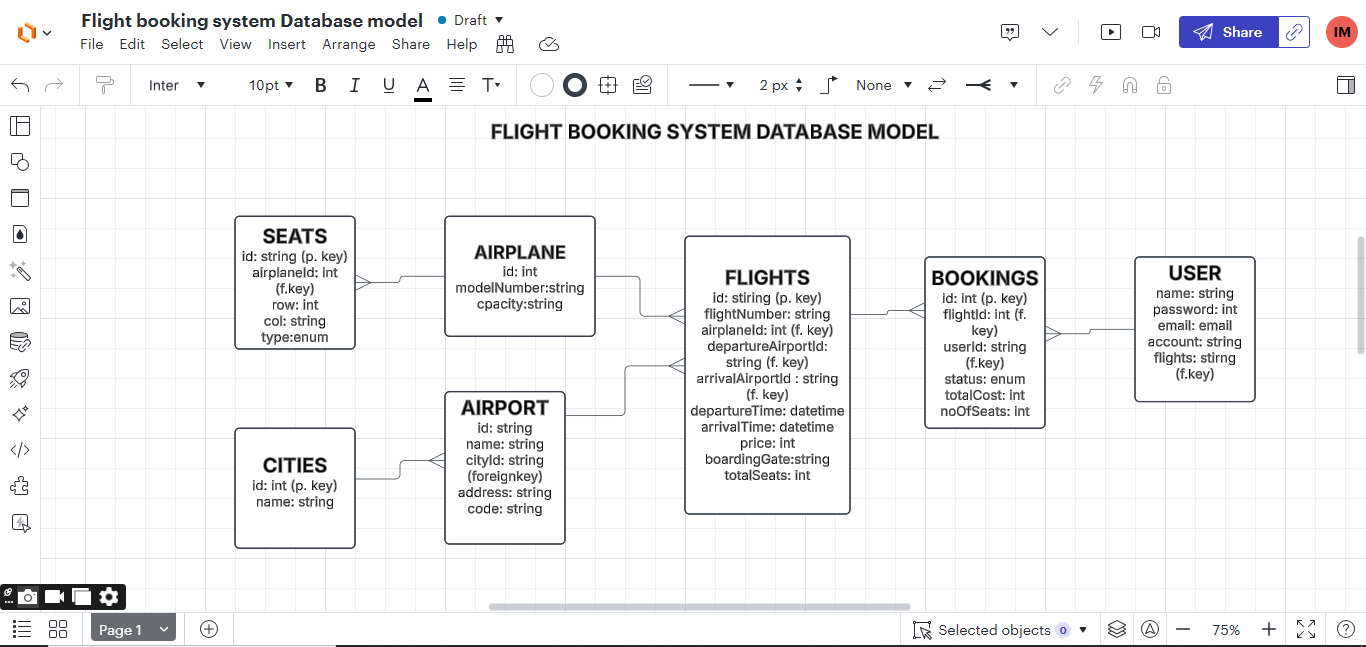 Flight booking system Database model
Draft
File Edit Select View Insert Arrange Share Help
Share
IM
Inter
10pt
B I U A T
2 px
None
FLIGHT BOOKING SYSTEM DATABASE MODEL
SEATS
id: string (p. key)
airplaneId: int
(f.key)
row: int
col: string
type:enum
AIRPLANE
id: int
modelNumber:string
cpacity:string
FLIGHTS
id: stiring (p. key)
flightNumber: string
airplaneId: int (f. key)
departureAirportId:
string (f. key)
arrivalAirportId : string
(f. key)
departureTime: datetime
arrivalTime: datetime
price: int
boardingGate:string
totalSeats: int
BOOKINGS
id: int (p. key)
flightId: int (f.
key)
userId: string
(f.key)
status: enum
totalCost: int
noOfSeats: int
USER
name: string
password: int
email: email
account: string
flights: stirng
(f.key)
CITIES
id: int (p. key)
name: string
AIRPORT
id: string
name: string
cityId: string
(foreignkey)
address: string
code: string
Page 1
Selected objects 0
75%